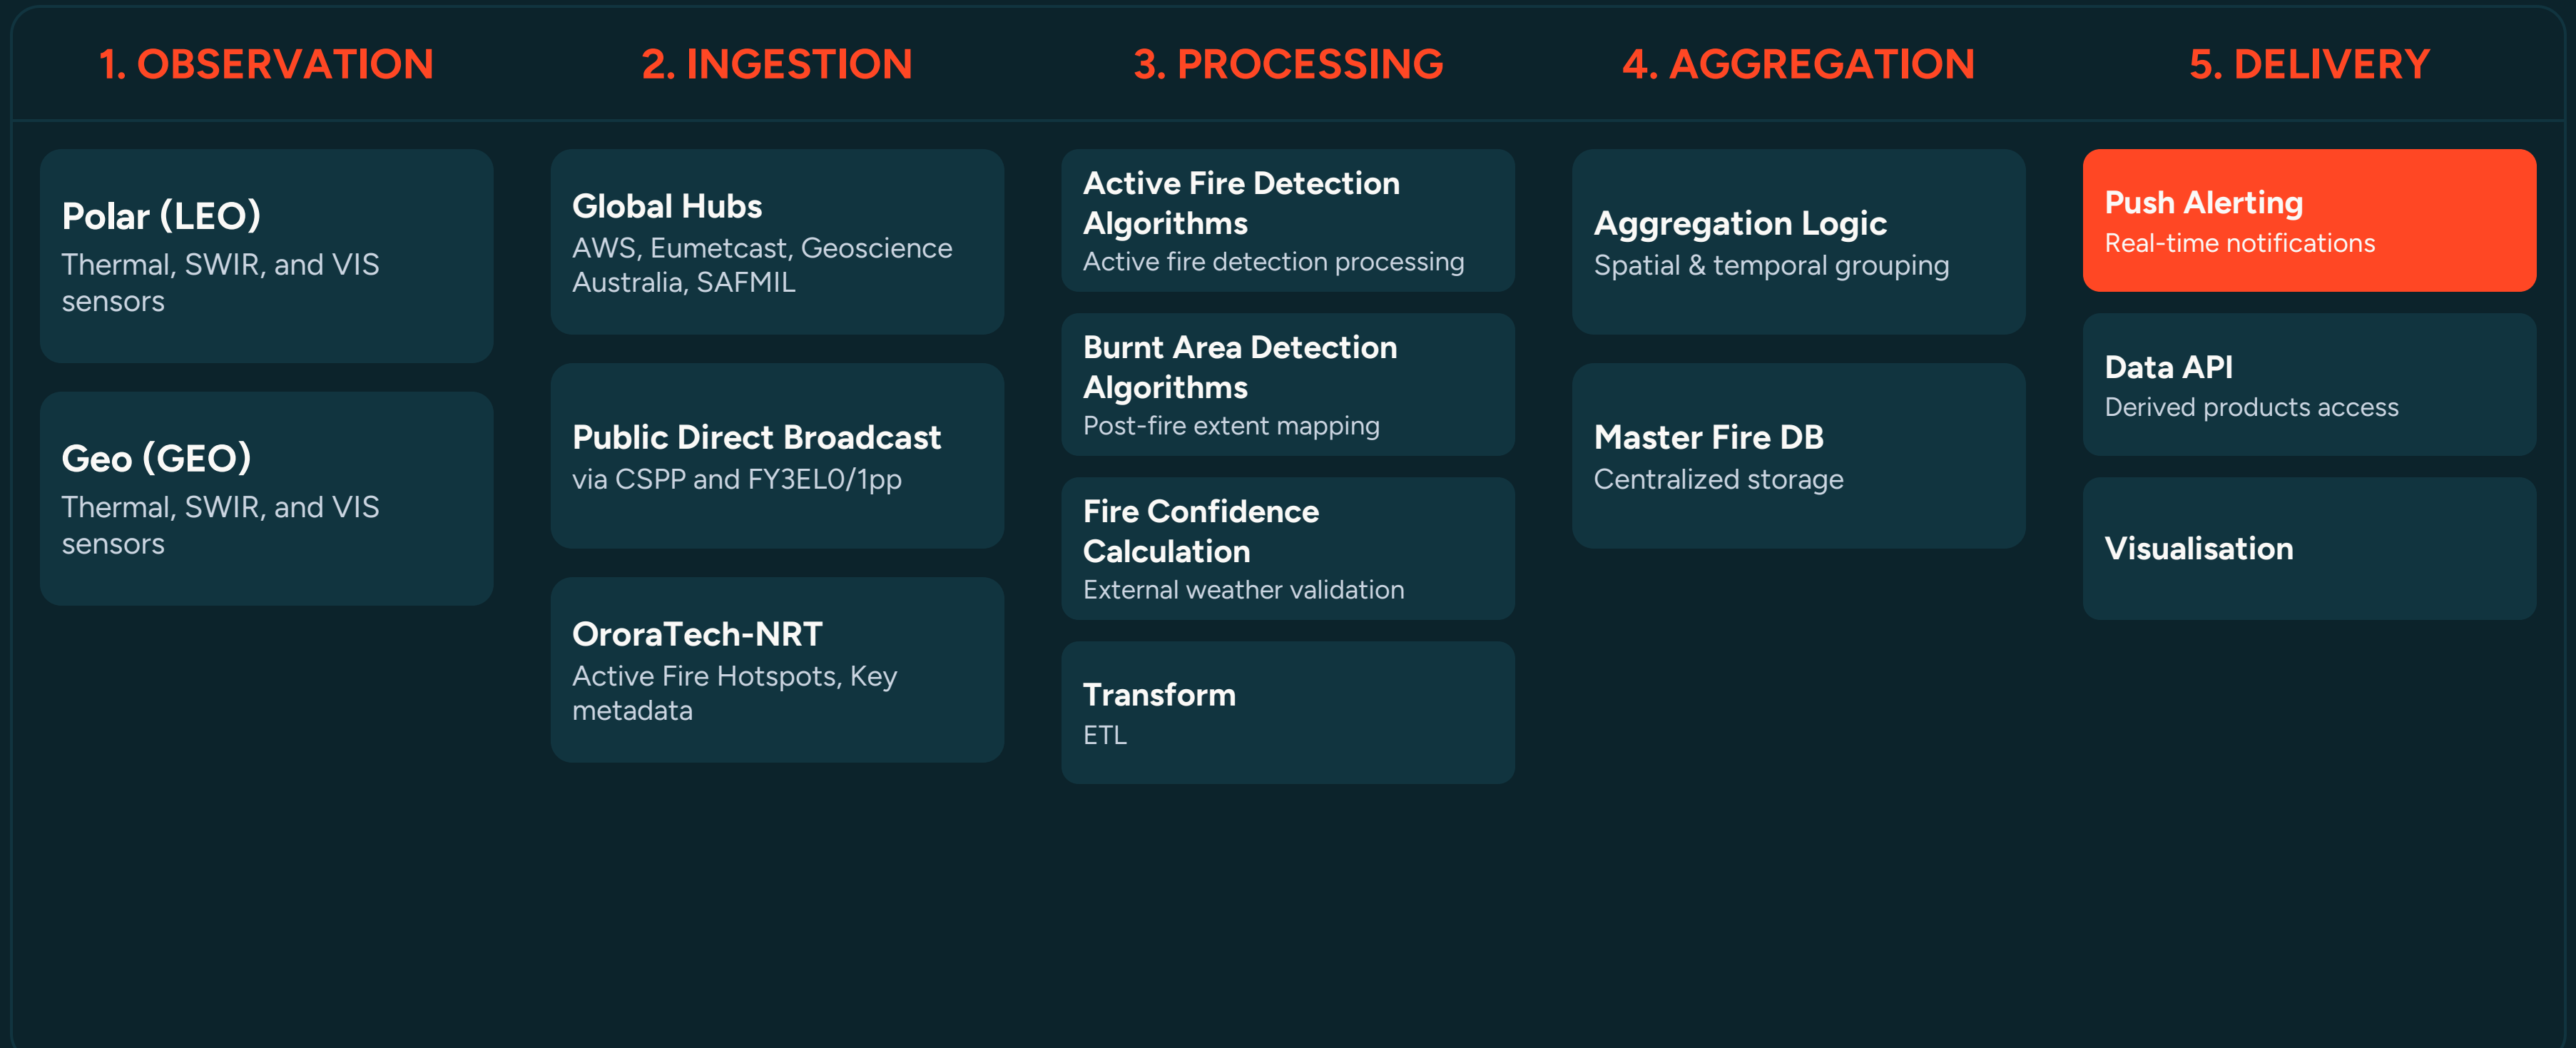 1. OBSERVATION
Polar (LEO)
Thermal, SWIR, and VIS
sensors
Geo (GEO)
Thermal, SWIR, and VIS
sensors
2. INGESTION
Global Hubs
AWS, Eumetcast, Geoscience
Australia, SAFMIL
Public Direct Broadcast
via CSPP and FY3EL0/1pp
OroraTech-NRT
Active Fire Hotspots, Key
metadata
3. PROCESSING
Active Fire Detection
Algorithms
Active fire detection processing
Burnt Area Detection
Algorithms
Post-fire extent mapping
Fire Confidence
Calculation
External weather validation
Transform
ETL
4. AGGREGATION
Aggregation Logic
Spatial & temporal grouping
Master Fire DB
Centralized storage
5. DELIVERY
Push Alerting
Real-time notifications
Data API
Derived products access
Visualisation